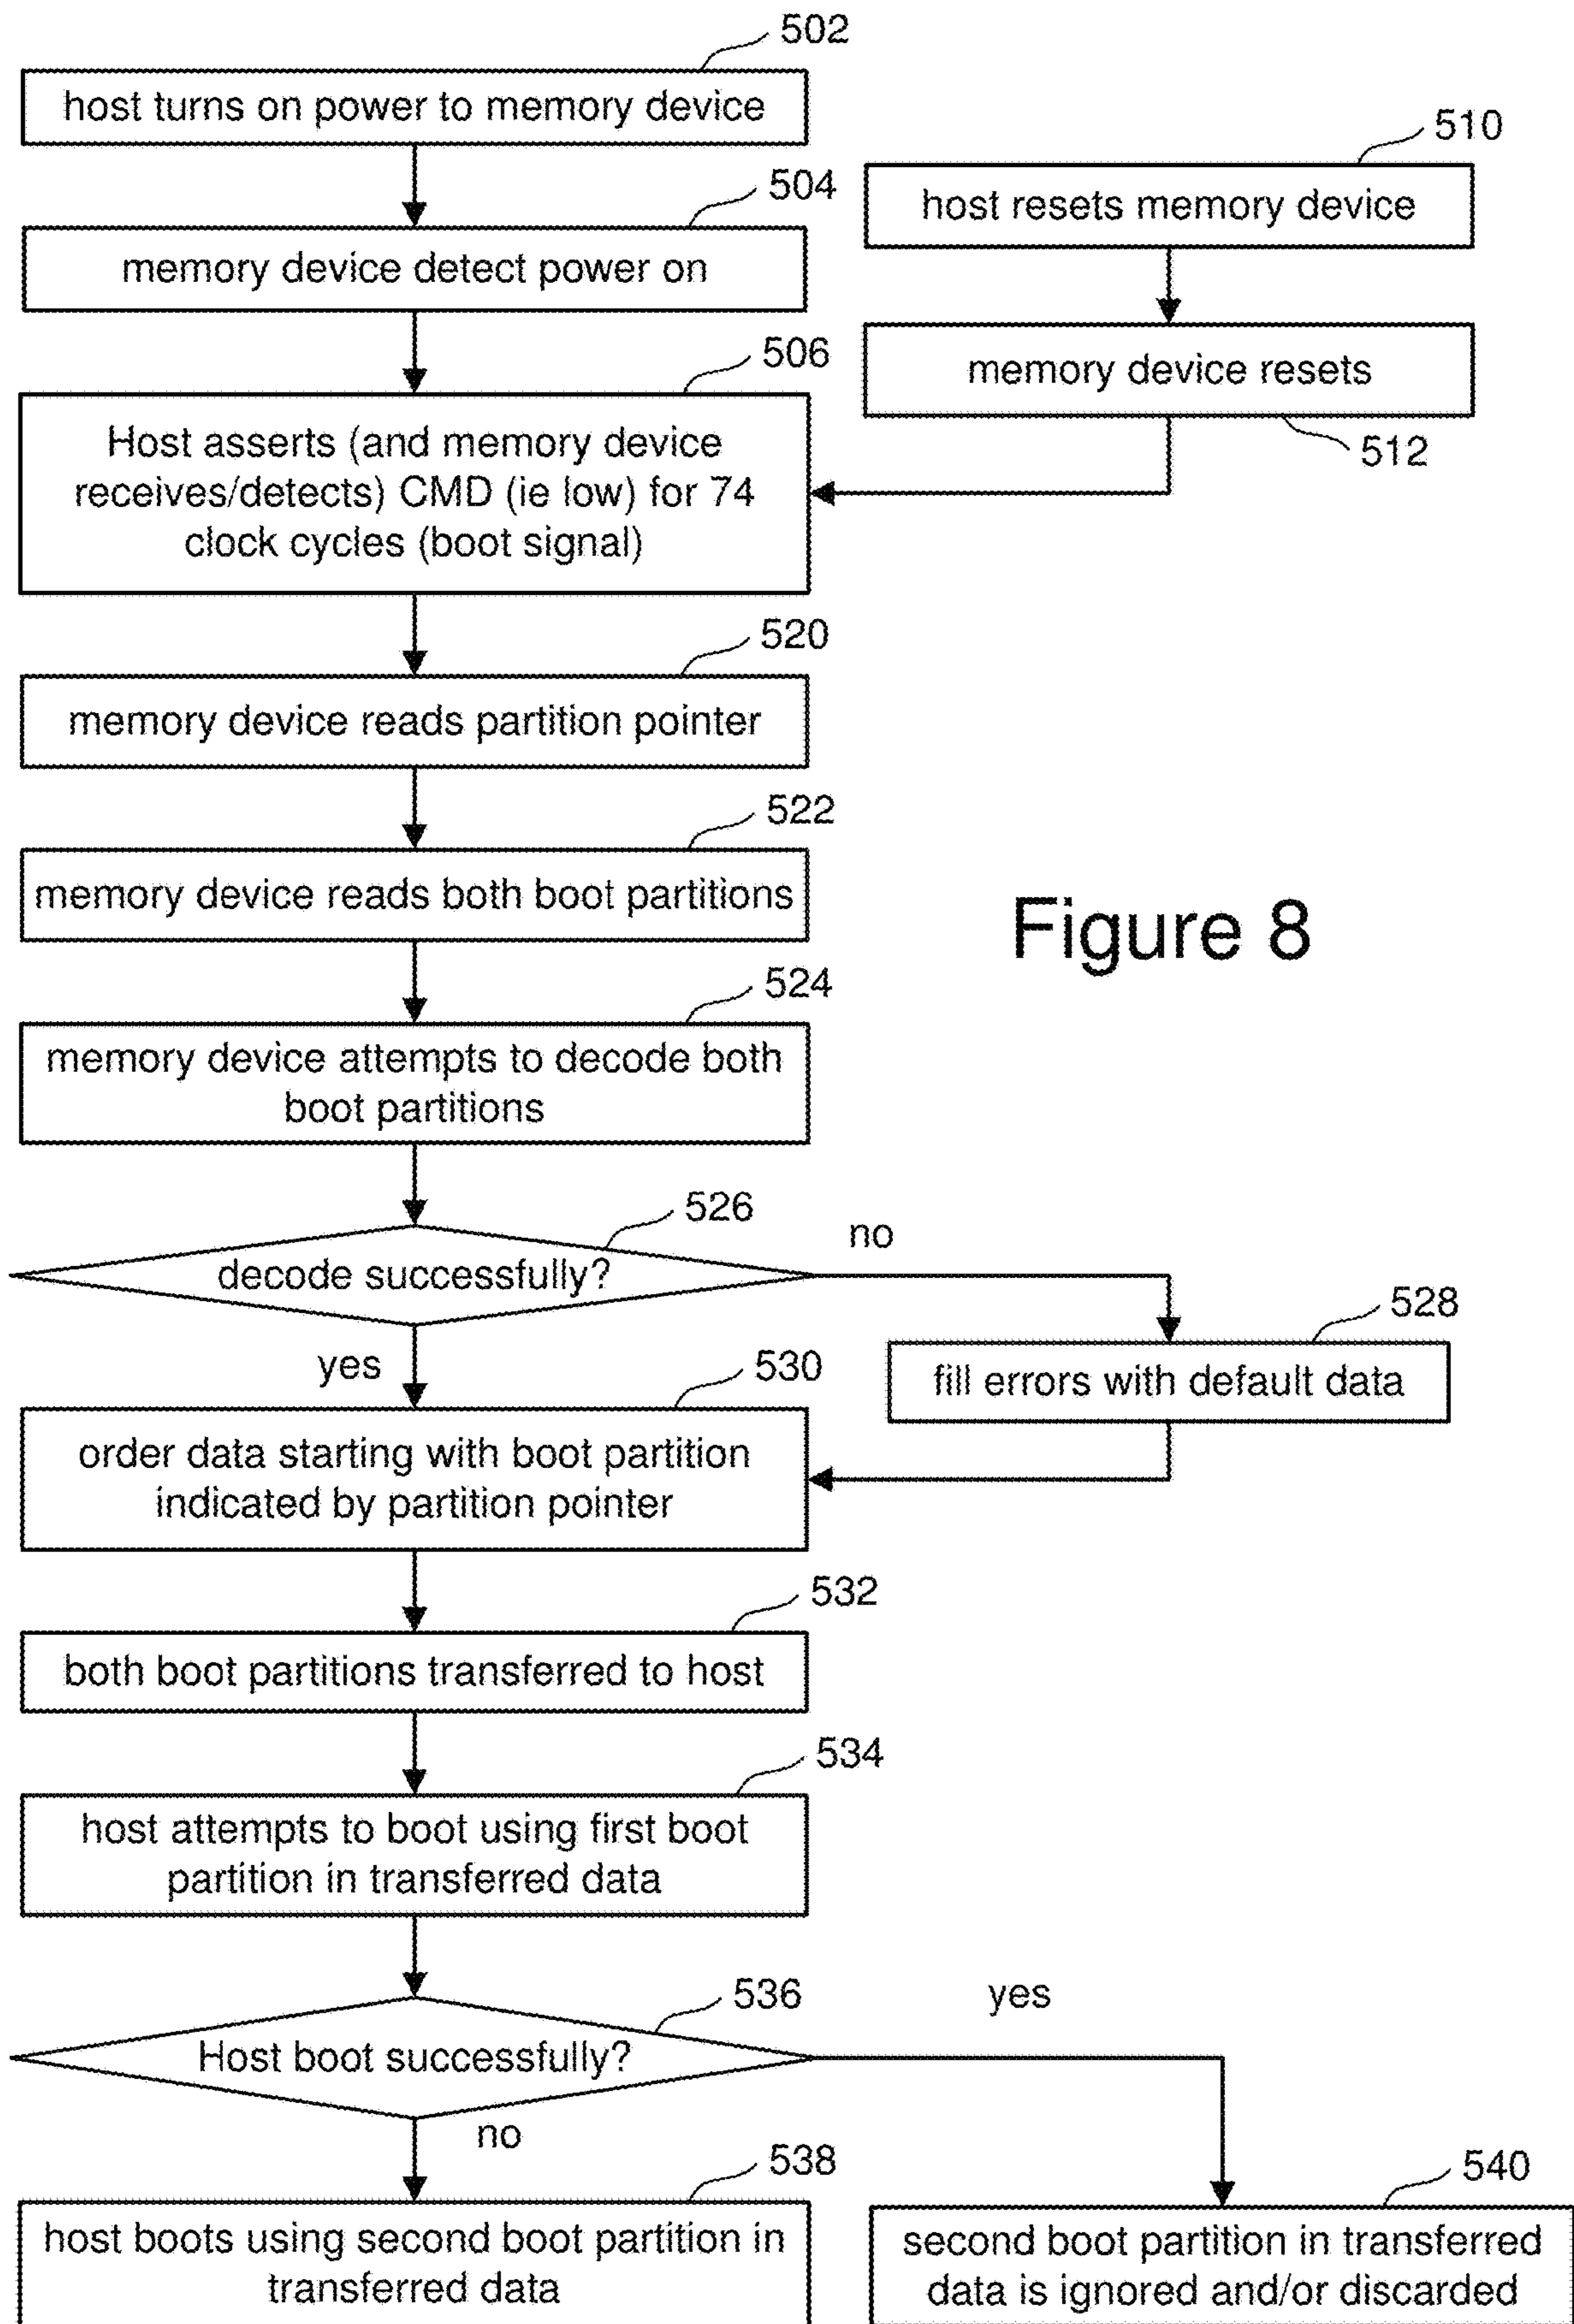 502
host turns on power to memory device
510
host resets memory device
504
memory device detect power on
506
memory device resets
512
Host asserts (and memory device
receives/detects) CMD (ie low) for 74
clock cycles (boot signal)
520
memory device reads partition pointer
522
memory device reads both boot partitions
Figure 8
524
memory device attempts to decode both
boot partitions
526
decode successfully?
no
528
fill errors with default data
yes
530
order data starting with boot partition
indicated by partition pointer
532
both boot partitions transferred to host
534
host attempts to boot using first boot
partition in transferred data
536
Host boot successfully?
yes
no
538
host boots using second boot partition in
transferred data
540
second boot partition in transferred
data is ignored and/or discarded